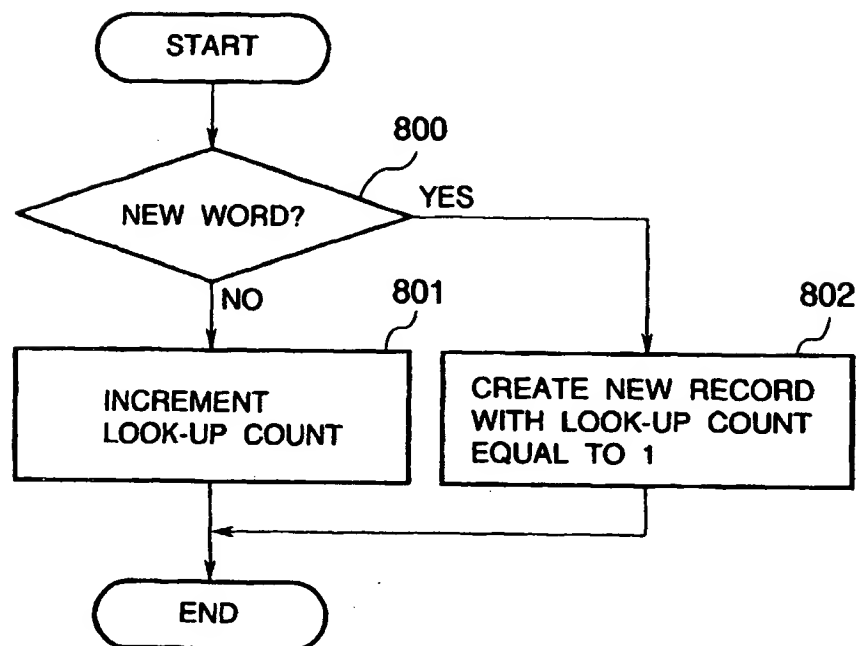 START
800
NEW WORD?
YES
NO
801
802
INCREMENT
LOOK-UP COUNT
CREATE NEW RECORD
WITH LOOK-UP COUNT
EQUAL TO 1
END